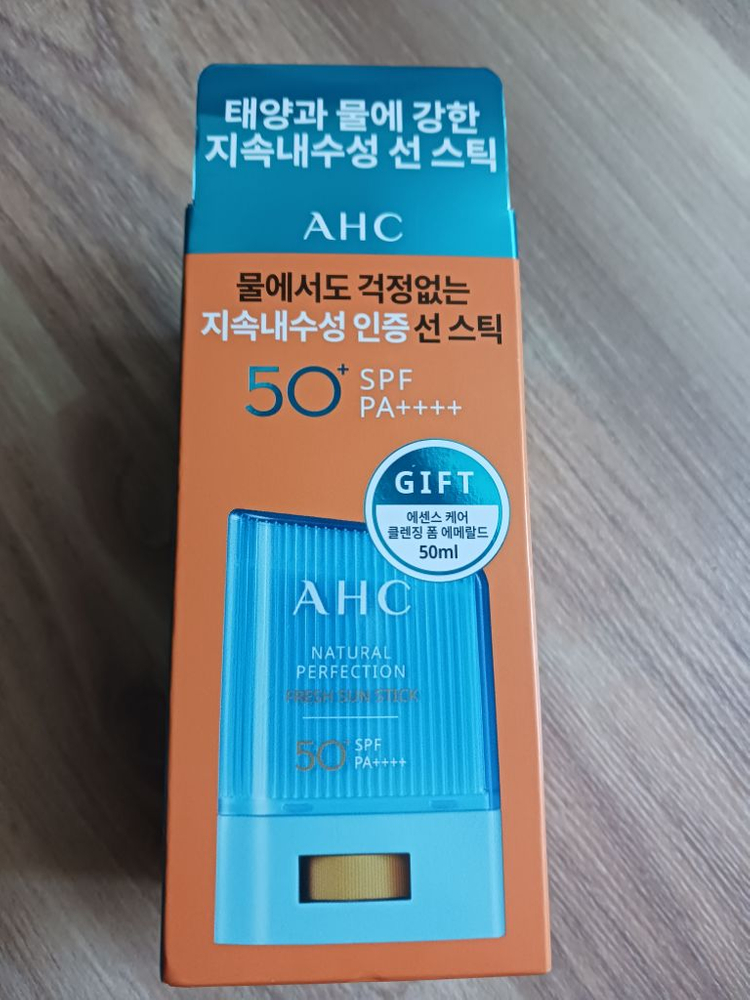 태양과 물에 강한
지속내수성 선 스틱
AHC
물에서도 걱정없는
지속내수성 인증 선 스틱
50+ SPF
PA++++
GIFT
에센스 케어
클렌징 폼 에메랄드
50ml
AHC
NATURAL
PERFECTION
FRESH SUN STICK
50+ SPF
PA++++